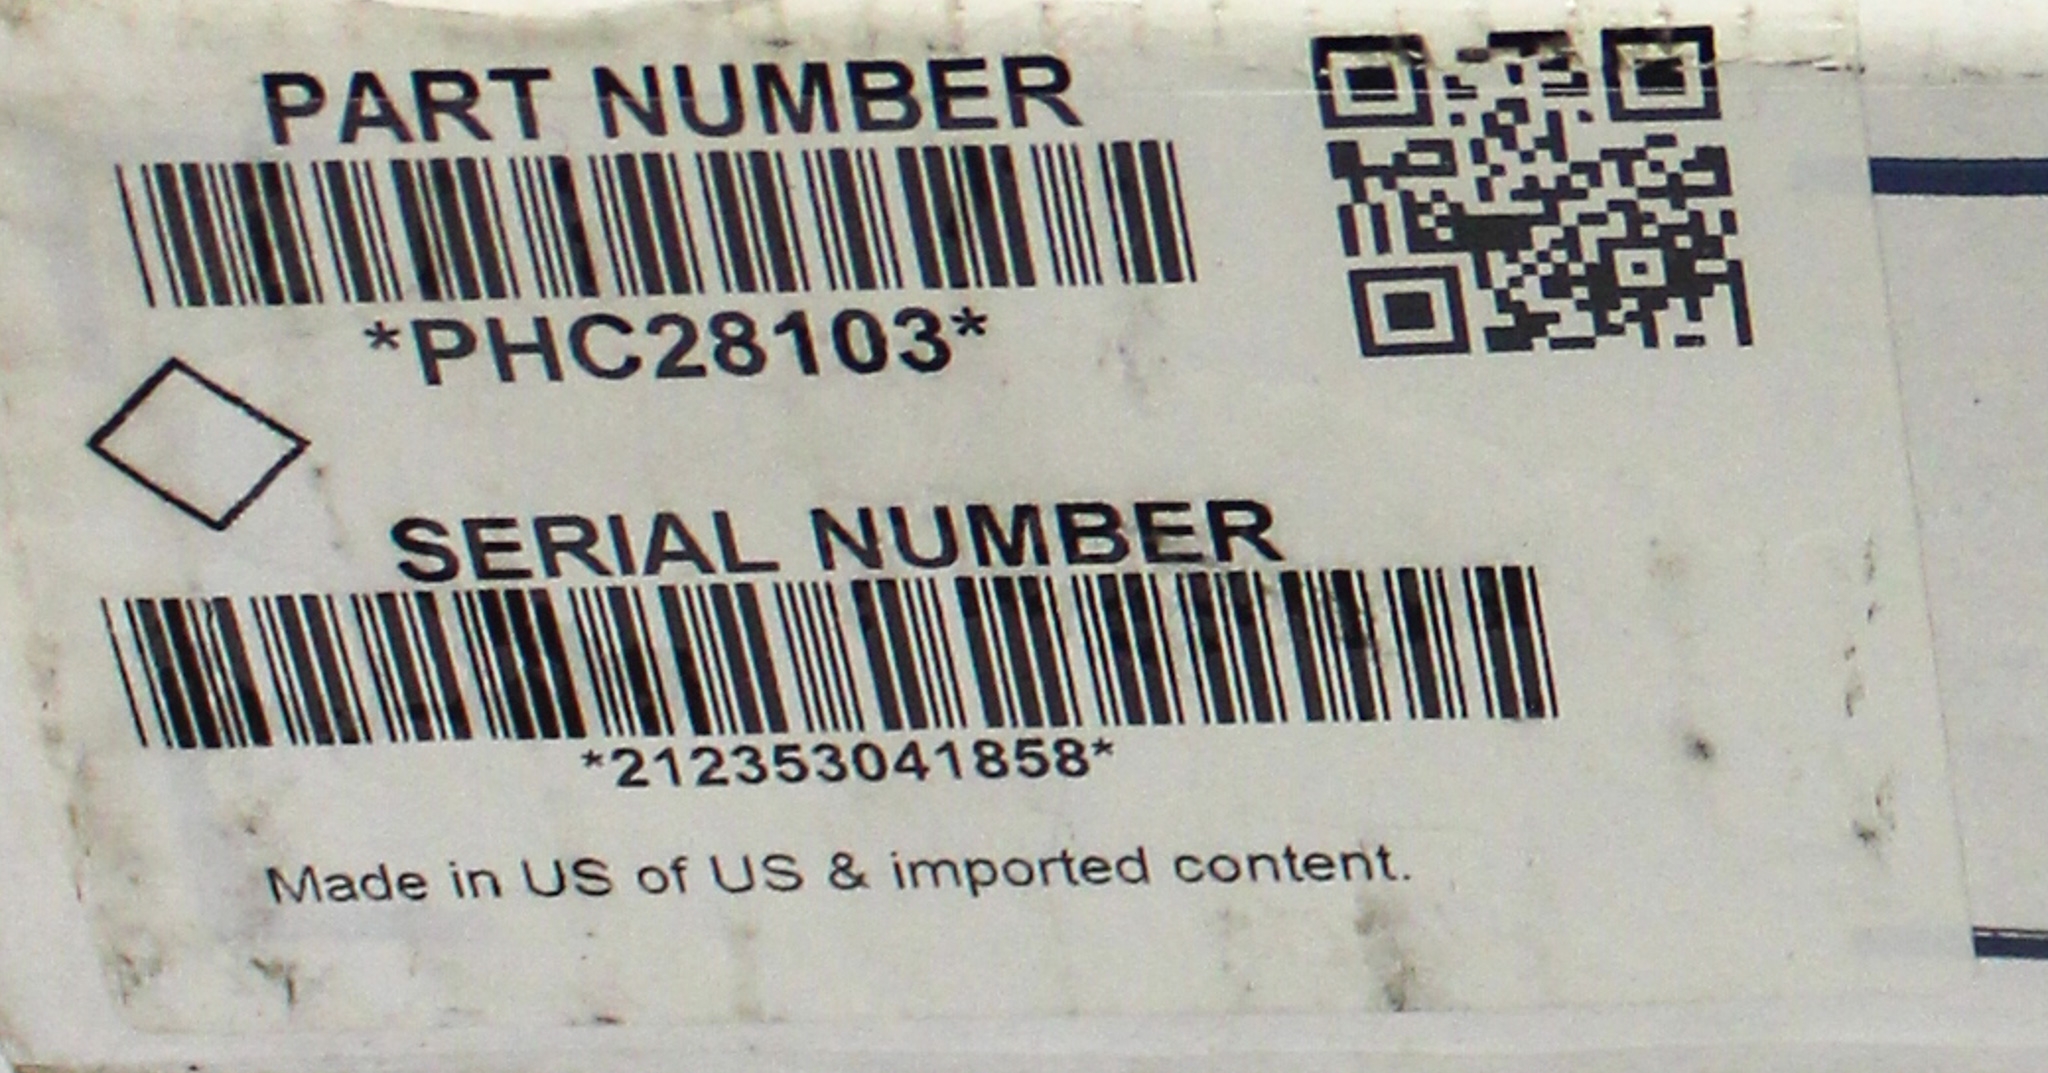 PART NUMBER
*PHC28103*
SERIAL NUMBER
*212353041858*
Made in US of US & imported content.